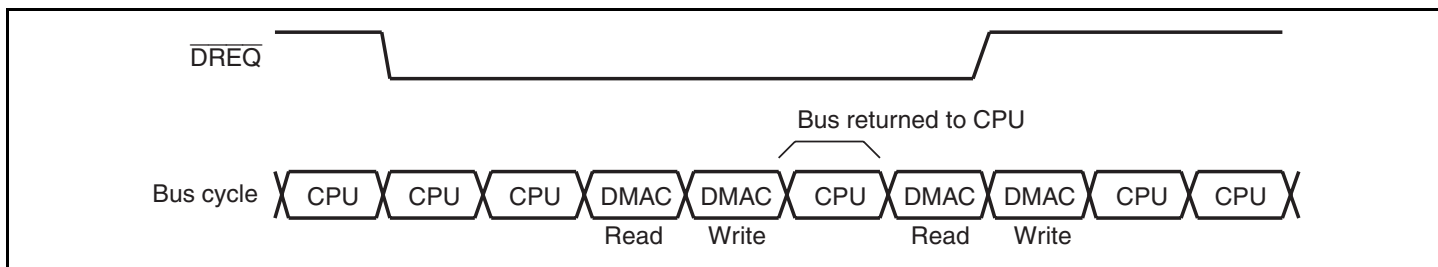 DREQ
Bus returned to CPU
Bus cycle CPU CPU CPU DMAC DMAC CPU DMAC DMAC CPU CPU
Read Write Read Write